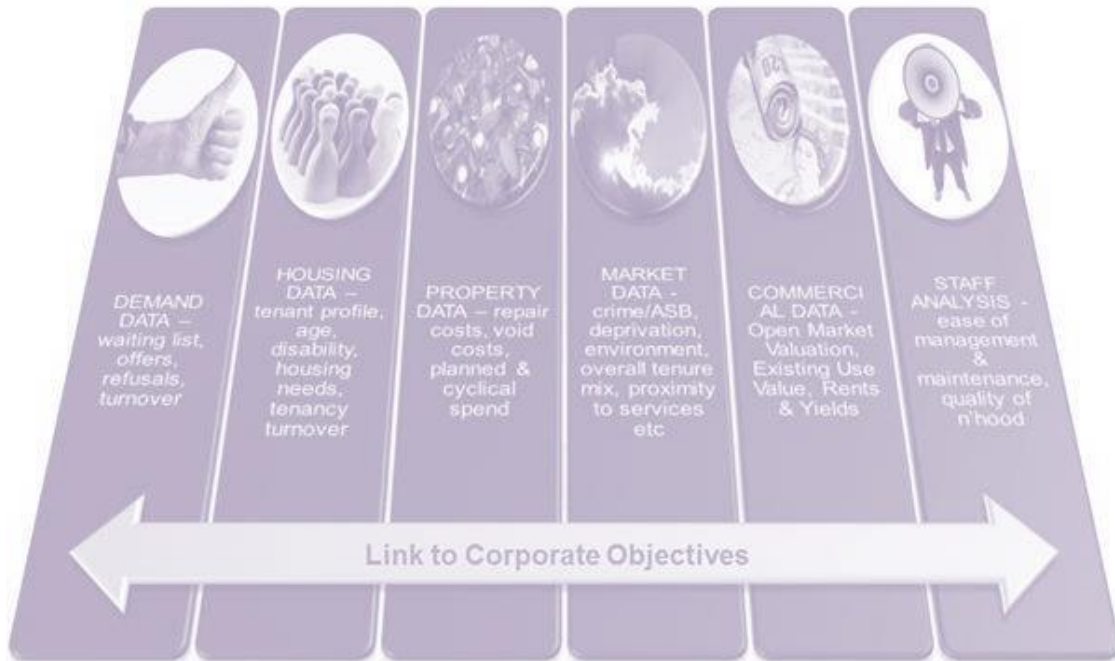 DEMAND
DATA –
waiting list,
offers,
refusals,
turnover
HOUSING
DATA –
tenant profile,
age,
disability,
housing
needs,
tenancy
turnover
PROPERTY
DATA – repair
costs, void
costs,
planned &
cyclical
spend
MARKET
DATA -
crime/ASB,
deprivation,
environment,
overall tenure
mix, proximity
to services
etc
COMMERCI
AL DATA -
Open Market
Valuation,
Existing Use
Value, Rents
& Yields
STAFF
ANALYSIS -
ease of
management
&
maintenance,
quality of
n'hood
Link to Corporate Objectives